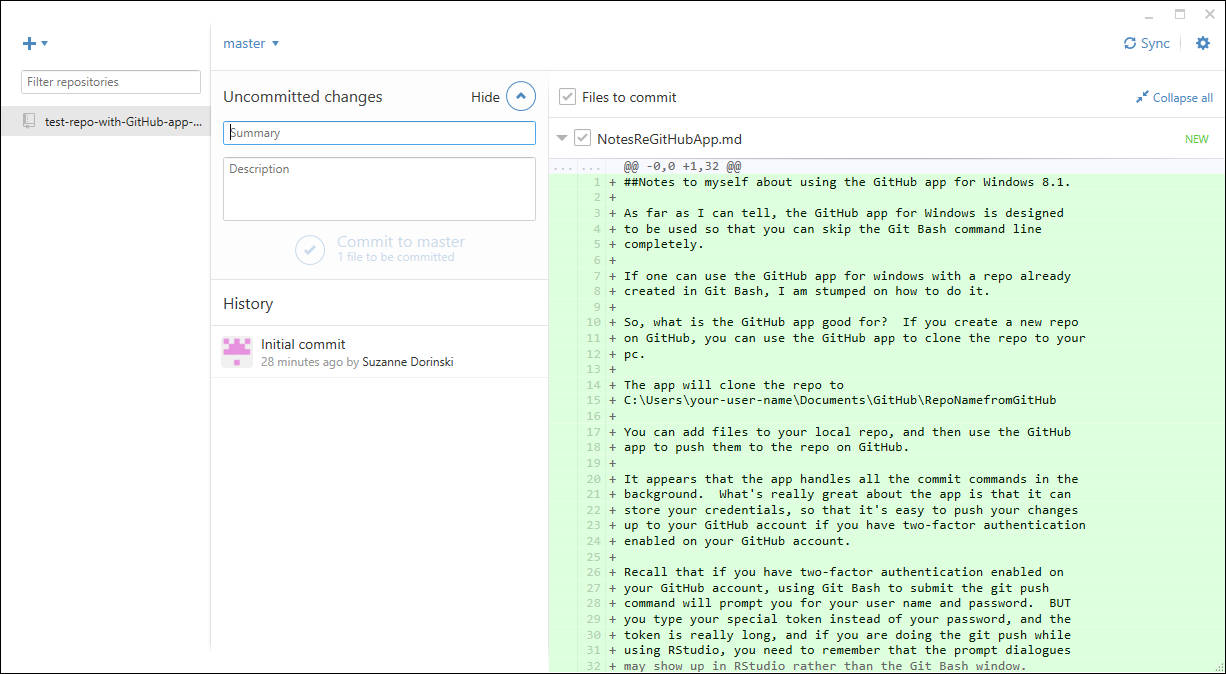 master
Sync
Filter repositories
test-repo-with-GitHub-app-...
Uncommitted changes
Hide
Summary
Description
Commit to master
1 file to be committed
History
Initial commit
28 minutes ago by Suzanne Dorinski
Files to commit
Collapse all
NotesReGitHubApp.md
NEW
... ... @@ -0,0 +1,32 @@
1 + ##Notes to myself about using the GitHub app for Windows 8.1.
2 +
3 + As far as I can tell, the GitHub app for Windows is designed
4 + to be used so that you can skip the Git Bash command line
5 + completely.
6 +
7 + If one can use the GitHub app for windows with a repo already
8 + created in Git Bash, I am stumped on how to do it.
9 +
10 + So, what is the GitHub app good for?  If you create a new repo
11 + on GitHub, you can use the GitHub app to clone the repo to your
12 + pc.
13 +
14 + The app will clone the repo to
15 + C:\Users\your-user-name\Documents\GitHub\RepoNamefromGitHub
16 +
17 + You can add files to your local repo, and then use the GitHub
18 + app to push them to the repo on GitHub.
19 +
20 + It appears that the app handles all the commit commands in the
21 + background.  What's really great about the app is that it can
22 + store your credentials, so that it's easy to push your changes
23 + up to your GitHub account if you have two-factor authentication
24 + enabled on your GitHub account.
25 +
26 + Recall that if you have two-factor authentication enabled on
27 + your GitHub account, using Git Bash to submit the git push
28 + command will prompt you for your user name and password.  BUT
29 + you type your special token instead of your password, and the
30 + token is really long, and if you are doing the git push while
31 + using RStudio, you need to remember that the prompt dialogues
32 + may show up in RStudio rather than the Git Bash window.